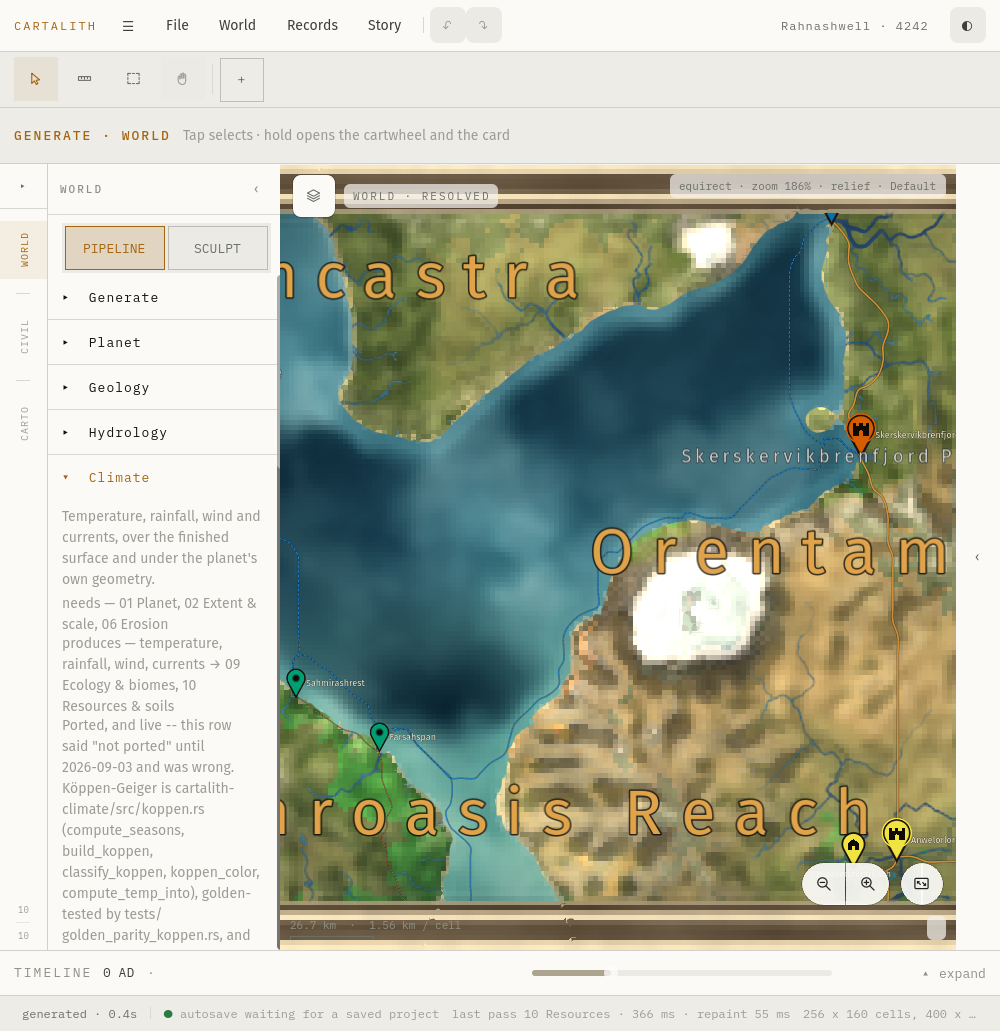 CARTALITH ☰ File World Records Story Rahnashwell · 4242
+
GENERATE · WORLD Tap selects · hold opens the cartwheel and the card
WORLD
WORLD · RESOLVED
equirect · zoom 186% · relief · Default
PIPELINE SCULPT
WORLD
CIVIL
CARTO
Generate
Planet
Geology
Hydrology
Climate
Temperature, rainfall, wind and
currents, over the finished
surface and under the planet's
own geometry.
needs — 01 Planet, 02 Extent &
scale, 06 Erosion
produces — temperature,
rainfall, wind, currents → 09
Ecology & biomes, 10
Resources & soils
Ported, and live -- this row
said "not ported" until
2026-09-03 and was wrong.
Köppen-Geiger is cartalith-
climate/src/koppen.rs
(compute_seasons,
build_koppen,
classify_koppen, koppen_color,
compute_temp_into), golden-
tested by tests/
golden_parity_koppen.rs, and
10
10
ncastra
Skerskervikbrenfjor
Skerskervikbrenfjord P
Orentam
Sahmirashrest
Farsahspan
hroasis Reach
Anwelorfor
26.7 km · 1.56 km / cell
TIMELINE 0 AD · expand
generated · 0.4s autosave waiting for a saved project last pass 10 Resources · 366 ms · repaint 55 ms 256 x 160 cells, 400 x …